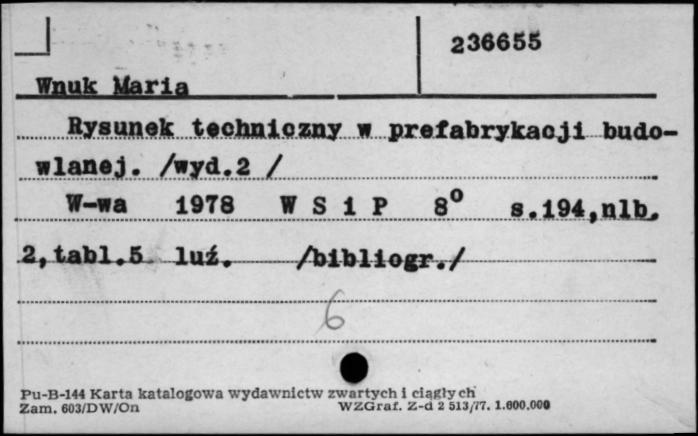 236655
Wnuk Maria
Rysunek techniczny w prefabrykacji budo-
wlanej. /wyd.2 /
W-wa 1978 W S i P 8° s.194,nlb.
2,tabl.5 luź. /bibliogr./
6
Pu-B-144 Karta katalogowa wydawnictw zwartych i ciągłych
Zam. 603/DW/On WZGraf. Z-d 2 513/77. 1.600.000